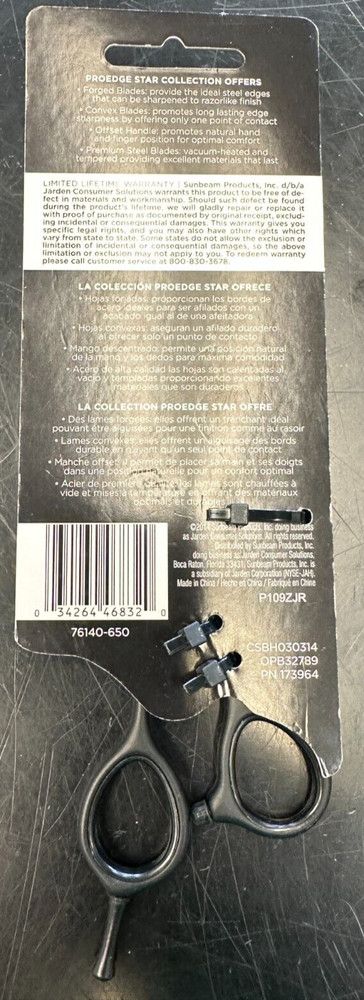 PROEDGE STAR COLLECTION OFFERS
• Forged Blades: provide the ideal steel edges
that can be sharpened to razorlike finish
• Convex Blades: promotes long lasting edge
sharpness by offering only one point of contact
• Offset Handle: promotes natural hand
and finger position for optimal comfort
• Premium Steel Blades: vacuum-heated and
tempered providing excellent materials that last
LIMITED LIFETIME WARRANTY | Sunbeam Products, Inc. d/b/a
Jarden Consumer Solutions warrants this product to be free of de-
fect in materials and workmanship. Should such defect be found
during the product's lifetime, we will gladly repair or replace it
with proof of purchase as documented by original receipt, exclud-
ing incidental or consequential damages. This warranty gives you
specific legal rights, and you may also have other rights which
vary from state to state. Some states do not allow the exclusion or
limitation of incidental or consequential damages, so the above
limitation or exclusion may not apply to you. To redeem warranty
please call customer service at 800-830-3678.
LA COLECCIÓN PROEDGE STAR OFRECE
• Hojas forjadas: proporcionan los bordes de
acero ideales para ser afilados con un
acabado igual al de una afeitadora
• Hojas convexas: aseguran un afilado duradero
al ofrecer solo un punto de contacto
• Mango descentrado: permite una posición natural
de la mano y los dedos para máxima comodidad
• Acero de alta calidad las hojas son calentadas al
vacío y templadas proporcionando excelentes
materiales que son duraderos
LA COLLECTION PROEDGE STAR OFFRE
• Des lames forgées: elles offrent un tranchant idéal
pouvant être aiguisées pour une finition comme au rasoir
• Lames convexes: elles offrent un aiguisage des bords
durable en n'ayant qu'un seul point de contact
• Manche offset: il permet de placer sa main et ses doigts
dans une position naturelle pour un confort optimal
• Acier de première qualité: les lames sont chauffées à
vide et mises à température en offrant des matériaux
optimals et durables
©2014 Sunbeam Products, Inc. doing business
as Jarden Consumer Solutions. All rights reserved.
Distributed by Sunbeam Products, Inc.
doing business as Jarden Consumer Solutions,
Boca Raton, Florida 33431. Sunbeam Products, Inc. is
a subsidiary of Jarden Corporation (NYSE-JAH).
Made in China / Hecho en China / Fabriqué en China
P109ZJR
0 34264 46832 0
76140-650
CSBH030314
OPB32789
PN 173964